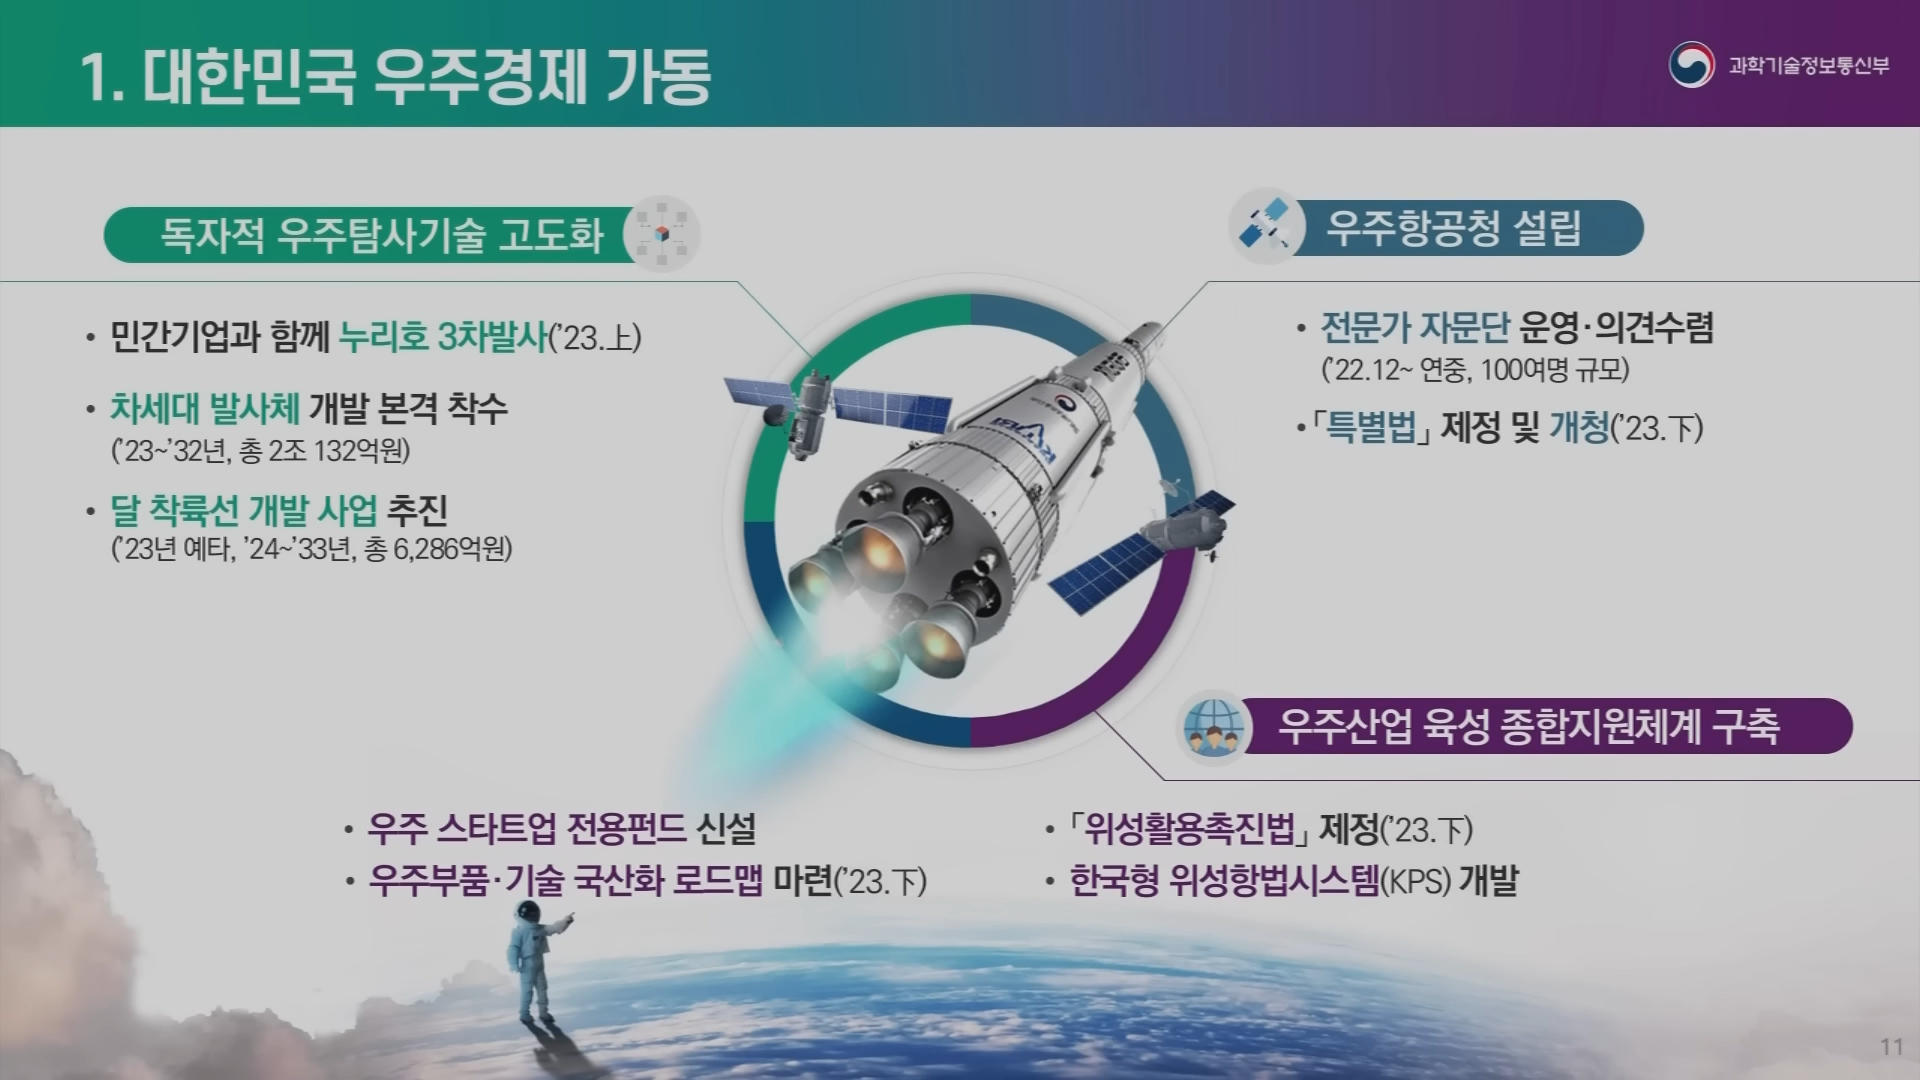 1. 대한민국 우주경제 가동
과학기술정보통신부
독자적 우주탐사기술 고도화
• 민간기업과 함께 누리호 3차발사(’23.上)
• 차세대 발사체 개발 본격 착수
(’23~’32년, 총 2조 132억원)
• 달 착륙선 개발 사업 추진
(’23년 예타, ’24~’33년, 총 6,286억원)
우주항공청 설립
• 전문가 자문단 운영·의견수렴
(’22.12~ 연중, 100여명 규모)
•「특별법」 제정 및 개청(’23.下)
우주산업 육성 종합지원체계 구축
• 우주 스타트업 전용펀드 신설
• 우주부품·기술 국산화 로드맵 마련(’23.下)
•「위성활용촉진법」 제정(’23.下)
• 한국형 위성항법시스템(KPS) 개발
11